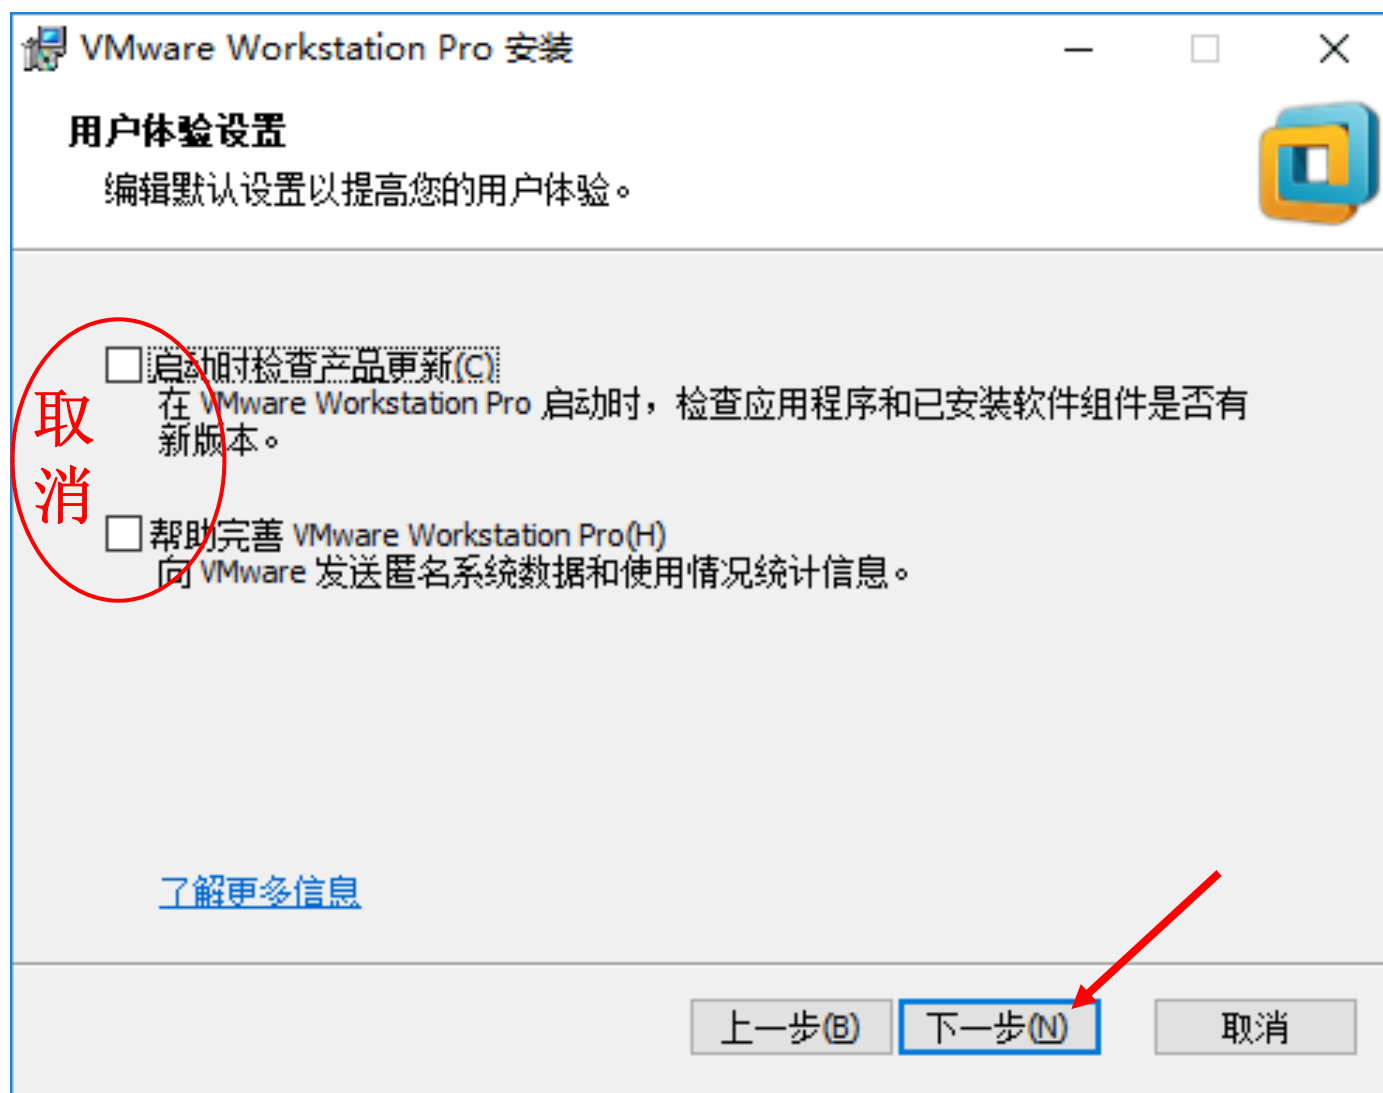 VMware Workstation Pro 安装
用户体验设置
编辑默认设置以提高您的用户体验。
启动时检查产品更新(C)
在 VMware Workstation Pro 启动时，检查应用程序和已安装软件组件是否有
新版本。
取
消
帮助完善 VMware Workstation Pro(H)
向 VMware 发送匿名系统数据和使用情况统计信息。
了解更多信息
上一步(B)
下一步(N)
取消